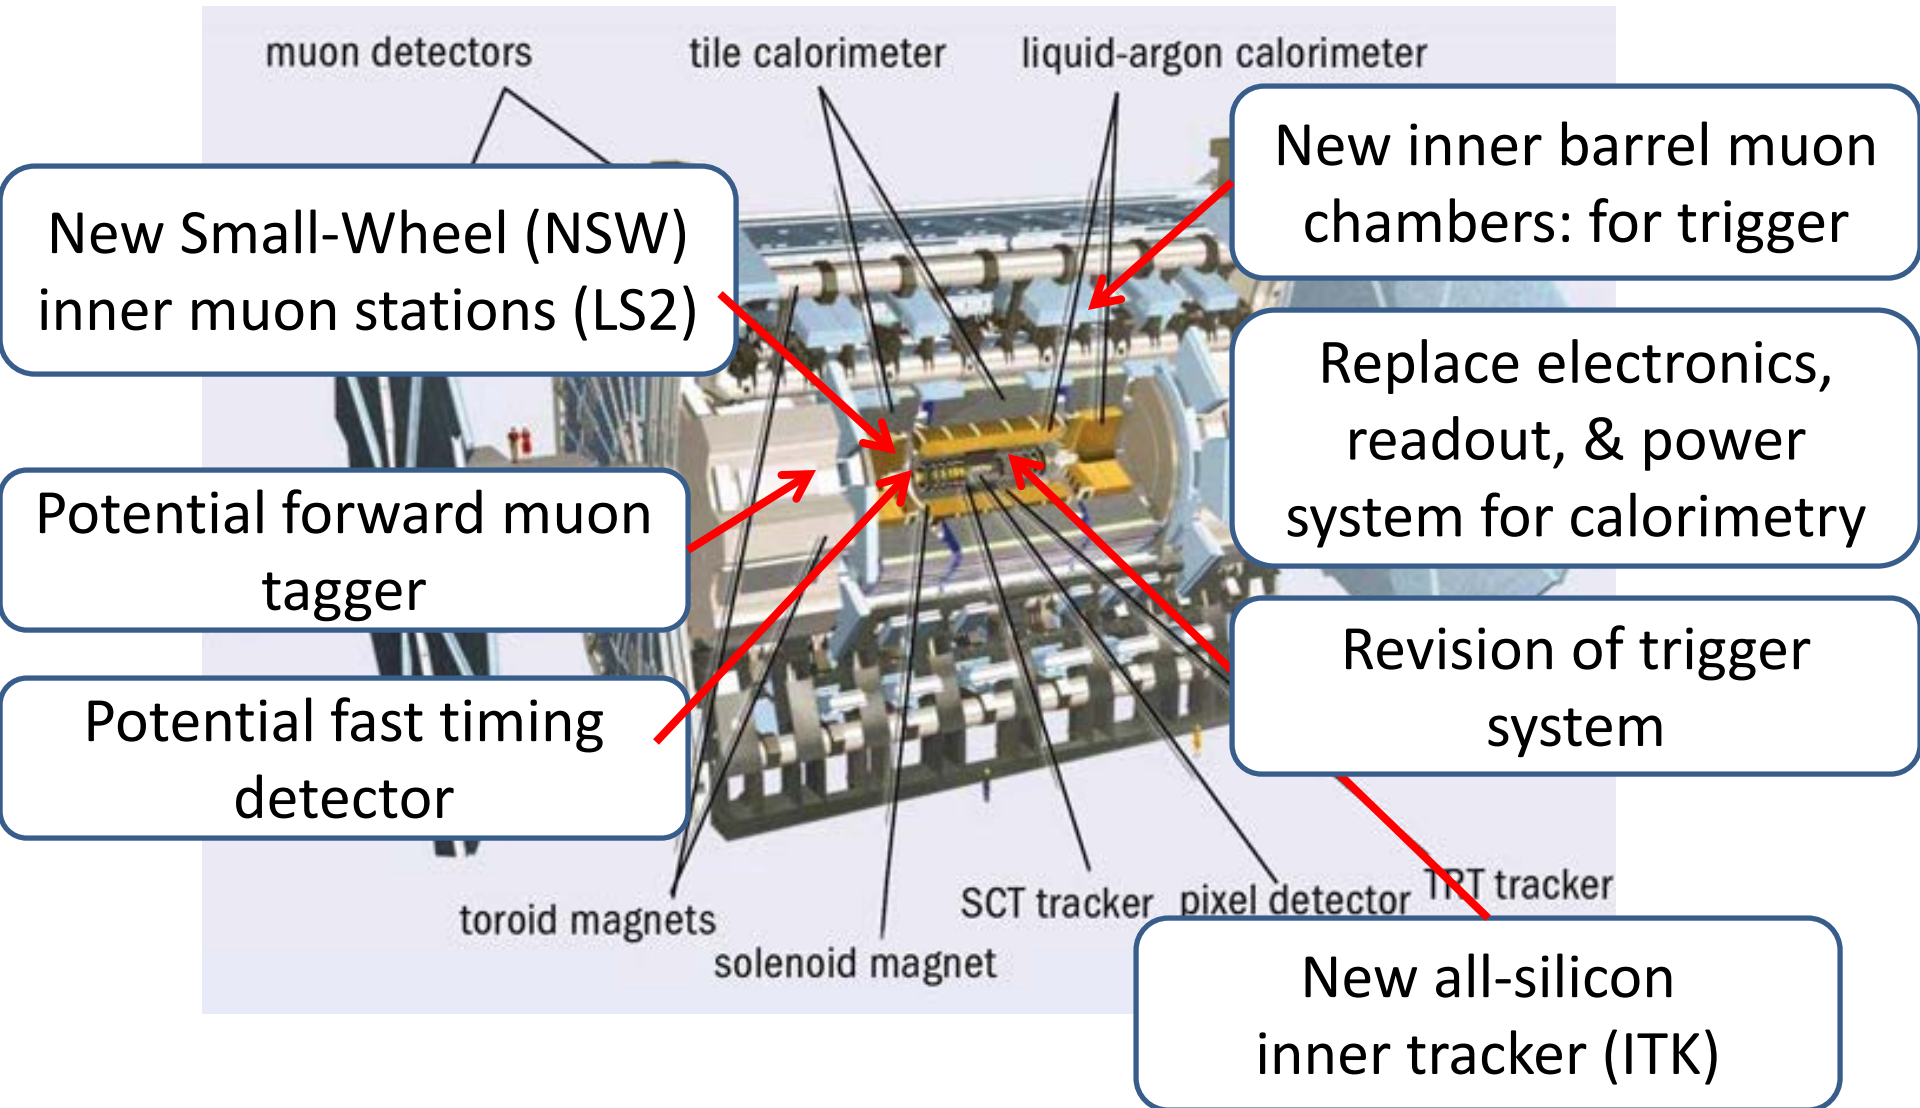 muon detectors
tile calorimeter
liquid-argon calorimeter
New inner barrel muon
chambers: for trigger
New Small-Wheel (NSW)
inner muon stations (LS2)
Replace electronics,
readout, & power
system for calorimetry
Potential forward muon
tagger
Revision of trigger
system
Potential fast timing
detector
toroid magnets
solenoid magnet
SCT tracker
pixel detector
TRT tracker
New all-silicon
inner tracker (ITK)